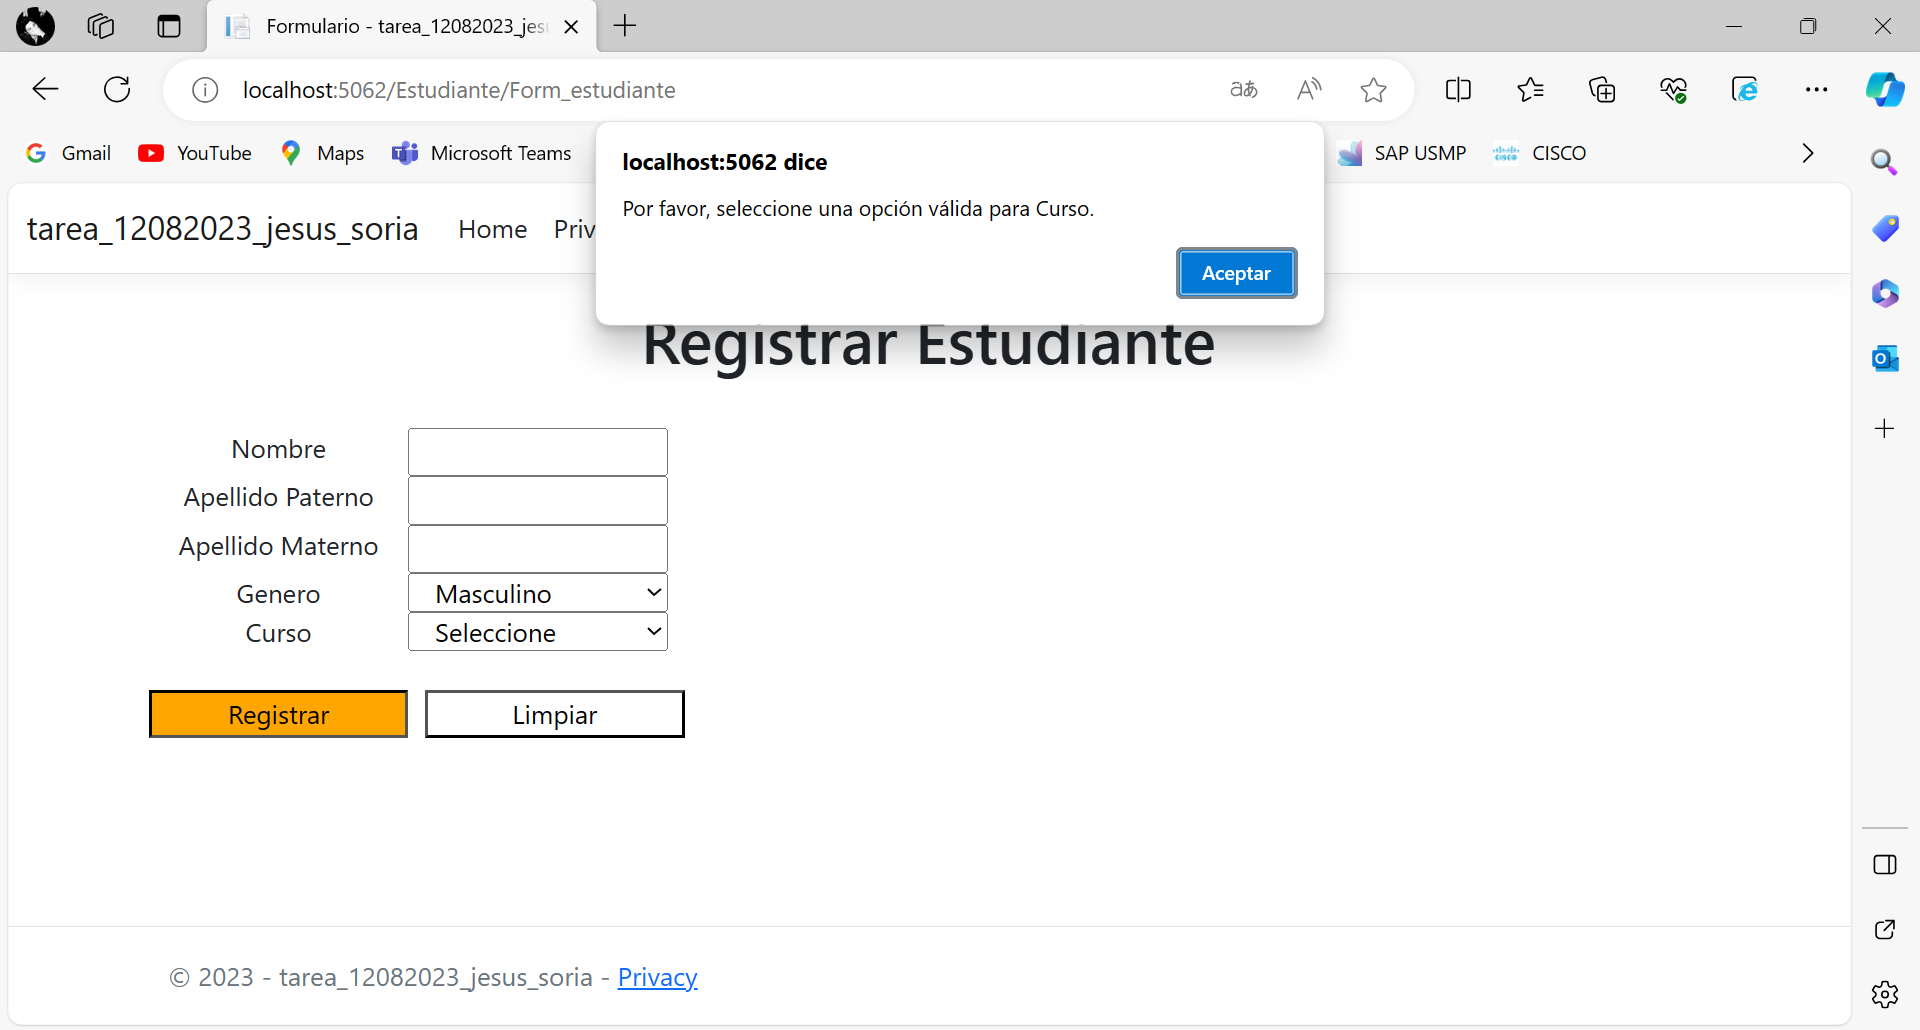 Formulario - tarea_12082023_jes
localhost:5062/Estudiante/Form_estudiante
Gmail
YouTube
Maps
Microsoft Teams
SAP USMP
CISCO
localhost:5062 dice
Por favor, seleccione una opción válida para Curso.
Aceptar
tarea_12082023_jesus_soria
Home
Priv
Registrar Estudiante
Nombre
Apellido Paterno
Apellido Materno
Genero Masculino
Curso Seleccione
Registrar Limpiar
© 2023 - tarea_12082023_jesus_soria - Privacy